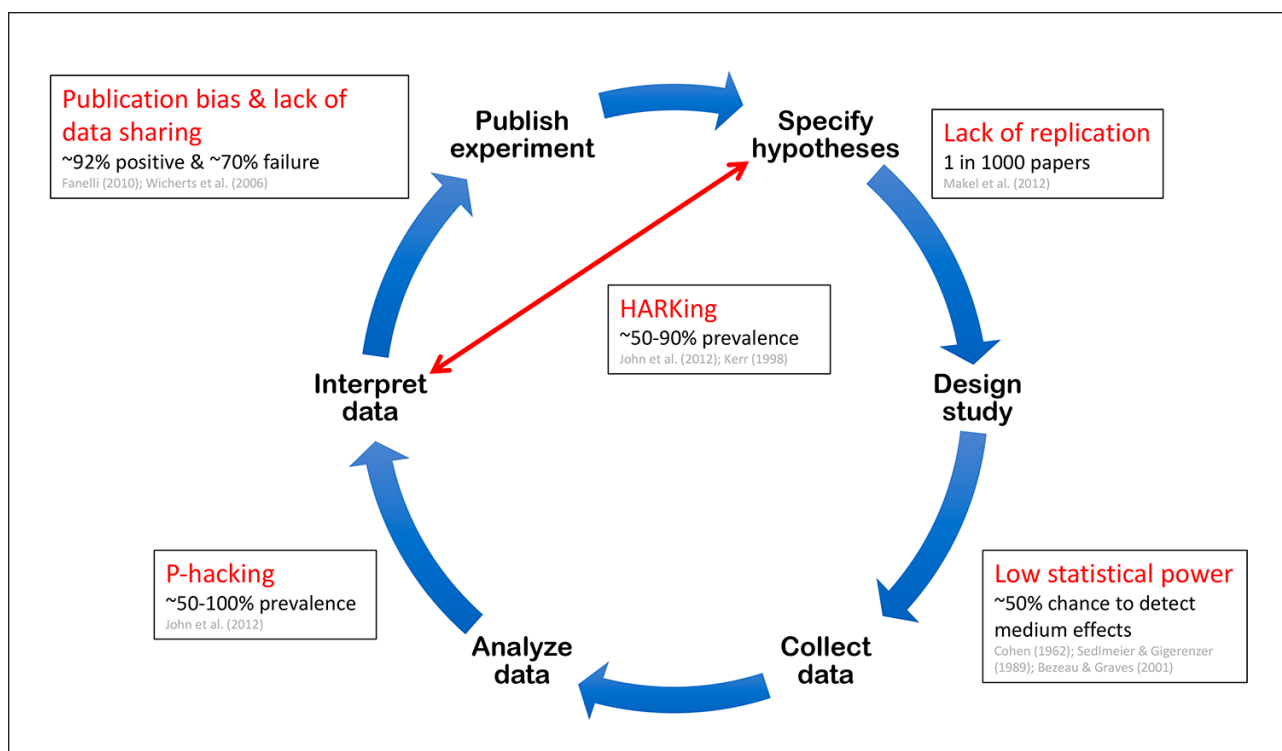 Publication bias & lack of
data sharing
~92% positive & ~70% failure
Fanelli (2010); Wicherts et al. (2006)
Publish
experiment
Specify
hypotheses
Lack of replication
1 in 1000 papers
Makel et al. (2012)
HARKing
~50-90% prevalence
John et al. (2012); Kerr (1998)
Interpret
data
Design
study
P-hacking
~50-100% prevalence
John et al. (2012)
Analyze
data
Collect
data
Low statistical power
~50% chance to detect
medium effects
Cohen (1962); Sedlmeier & Gigerenzer
(1989); Bezeau & Graves (2001)